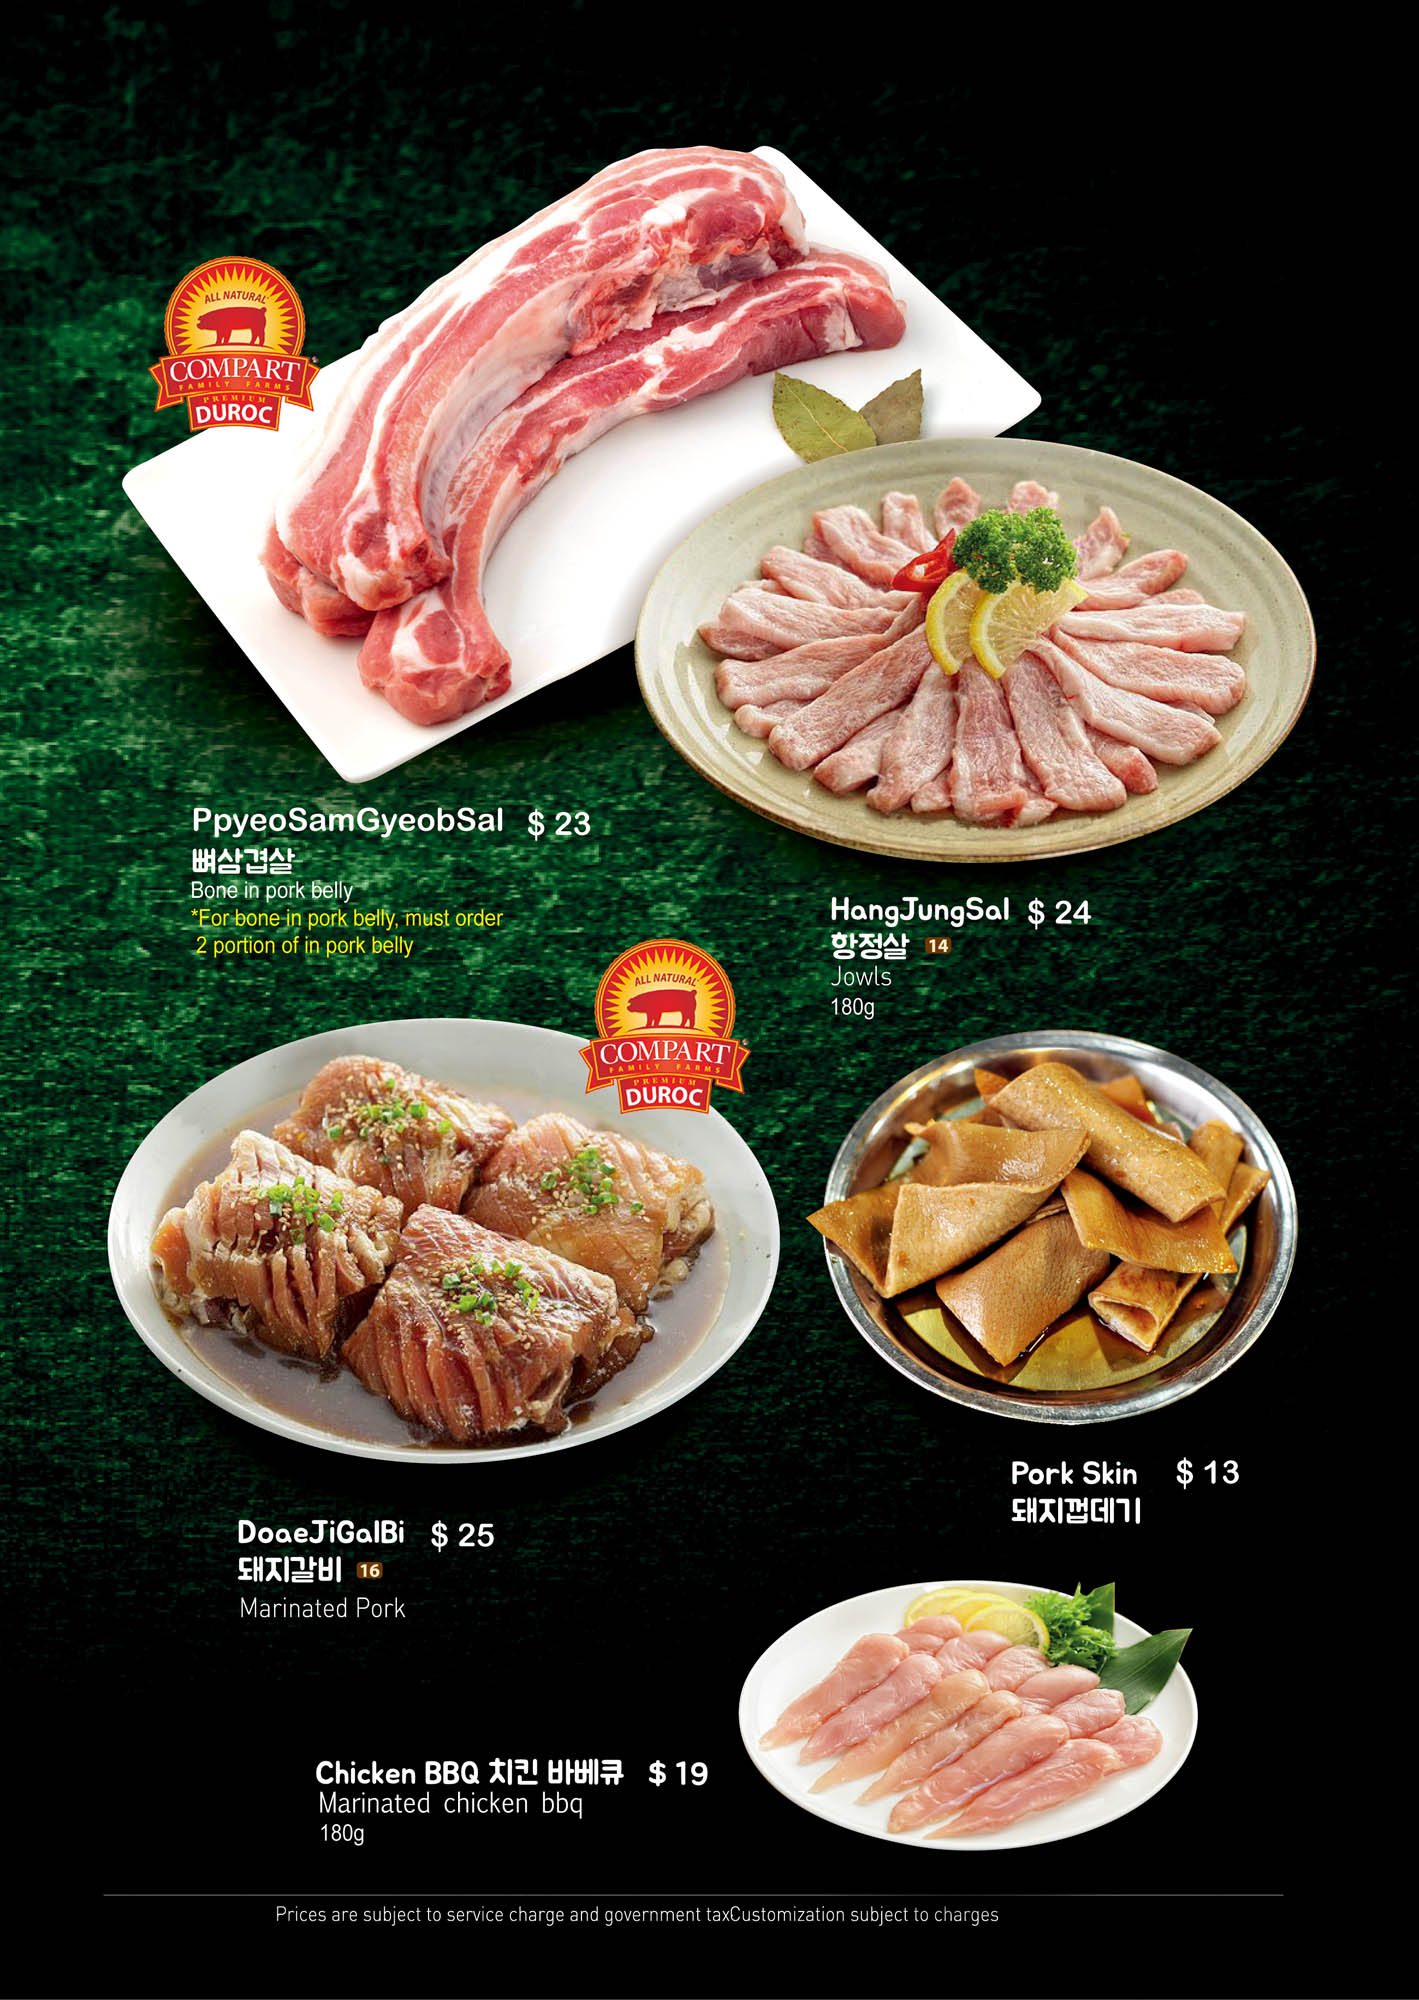 ALL NATURAL
COMPART
FAMILY FARMS
PREMIUM
DUROC
PpyeoSamGyeobSal $ 23
뼈삼겹살
Bone in pork belly
*For bone in pork belly, must order
2 portion of in pork belly
HangJungSal $ 24
항정살 14
Jowls
180g
ALL NATURAL
COMPART
FAMILY FARMS
PREMIUM
DUROC
DoaeJiGalBi $ 25
돼지갈비 16
Marinated Pork
Pork Skin $ 13
돼지껍데기
Chicken BBQ 치킨 바베큐 $ 19
Marinated chicken bbq
180g
Prices are subject to service charge and government taxCustomization subject to charges